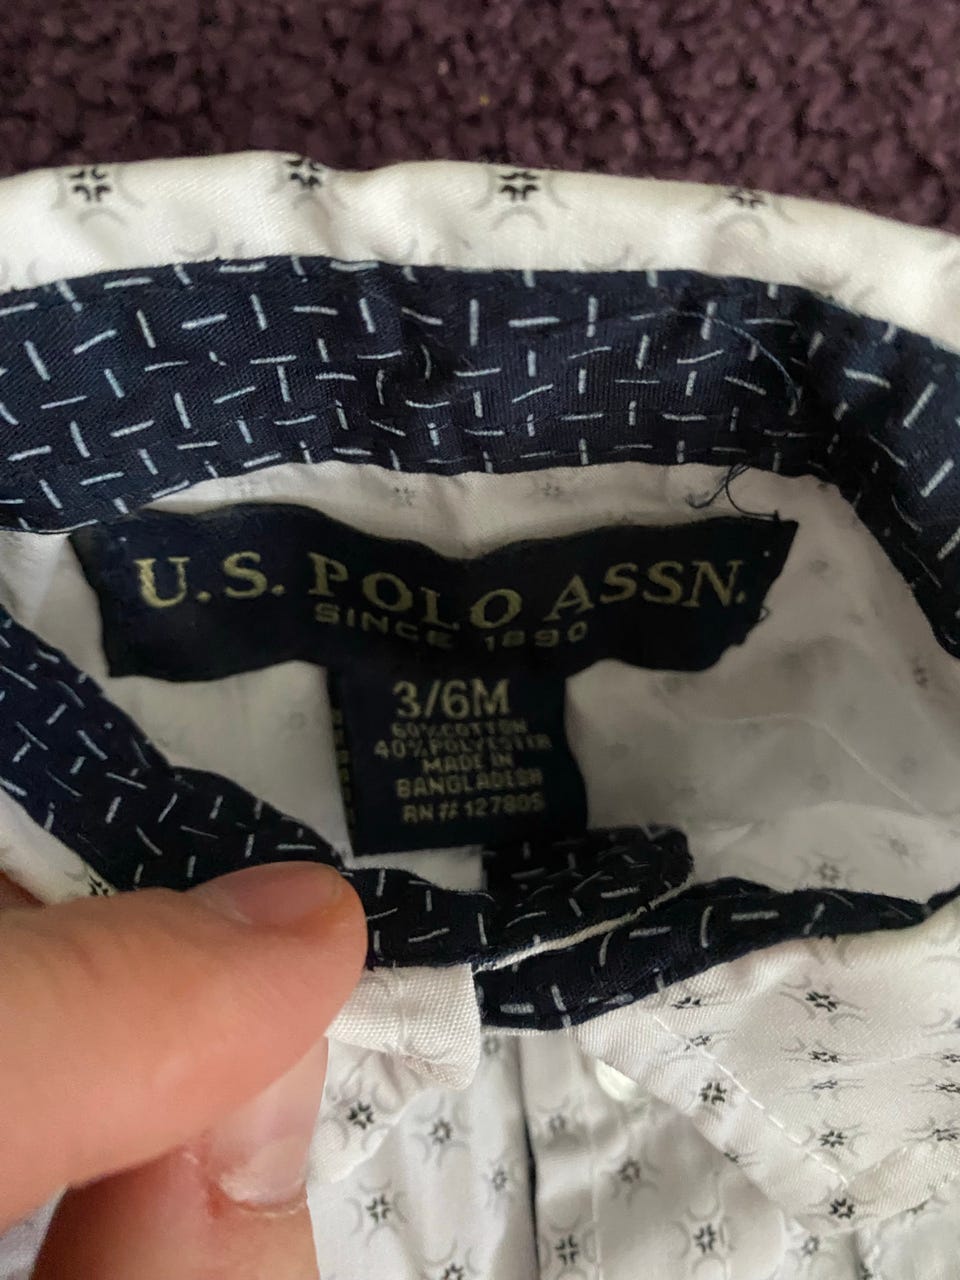 U.S. POLO ASSN.
SINCE 1890
3/6M
60% COTTON
40% POLYESTER
MADE IN
BANGLADESH
RN # 127805